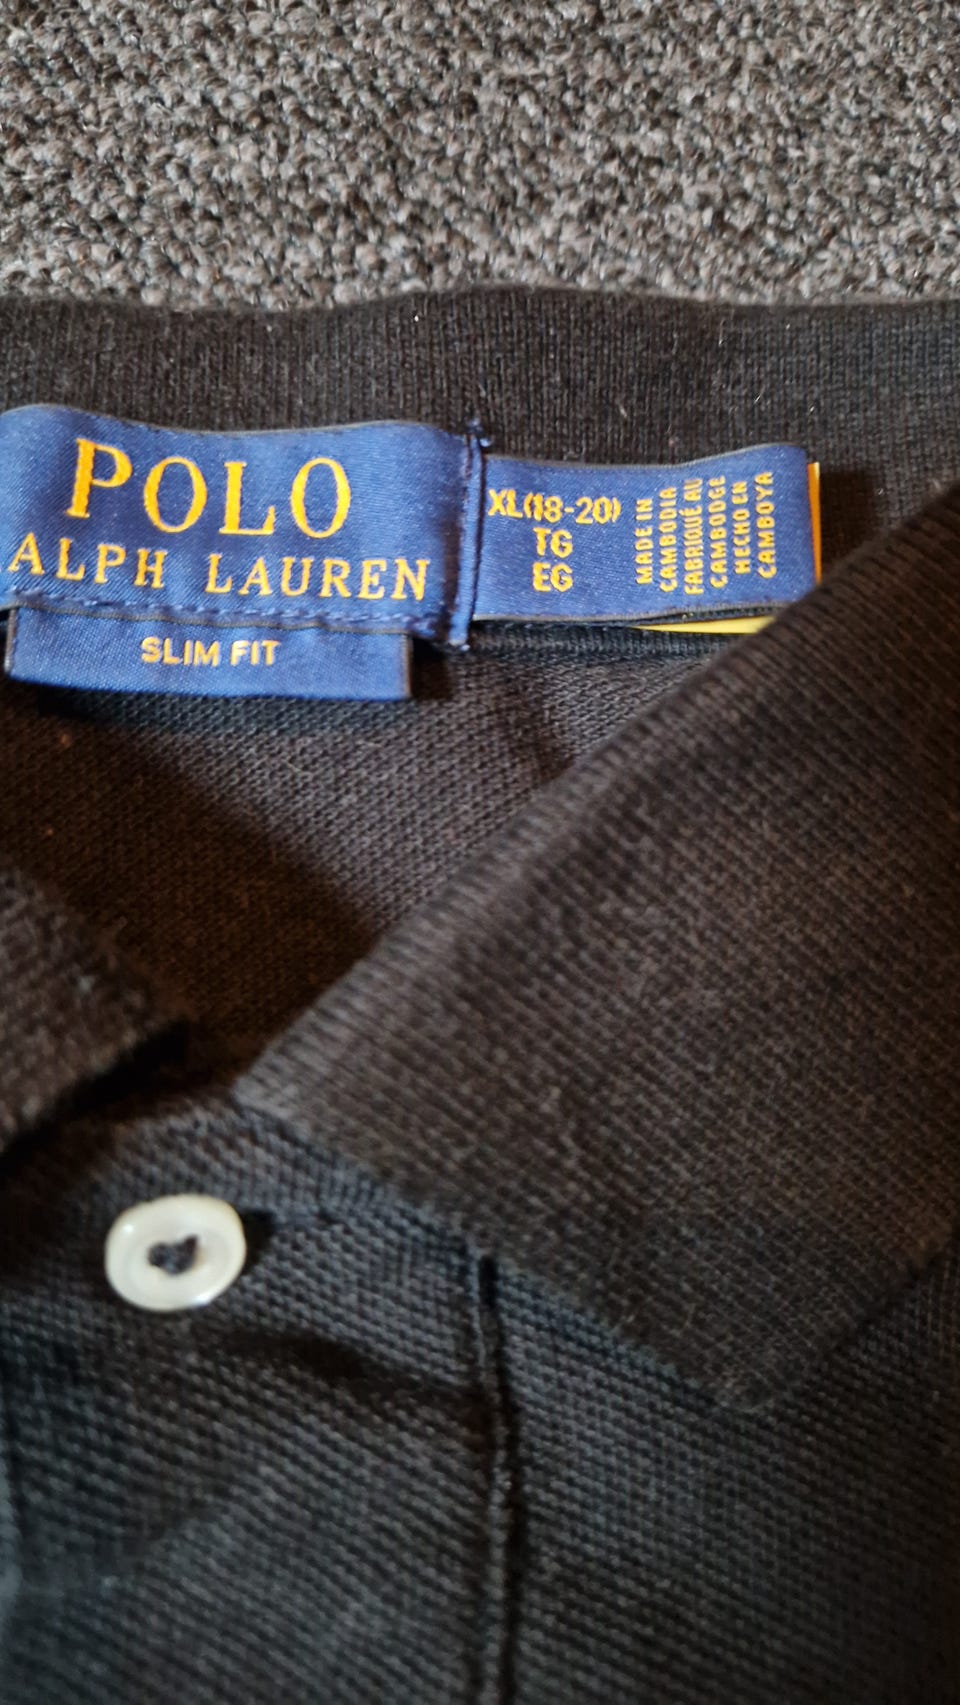 POLO
ALPH LAUREN
SLIM FIT
XL(18-20)
TG
EG
MADE IN
CAMBODIA
FABRIQUÉ AU
CAMBODGE
HECHO EN
CAMBOYA